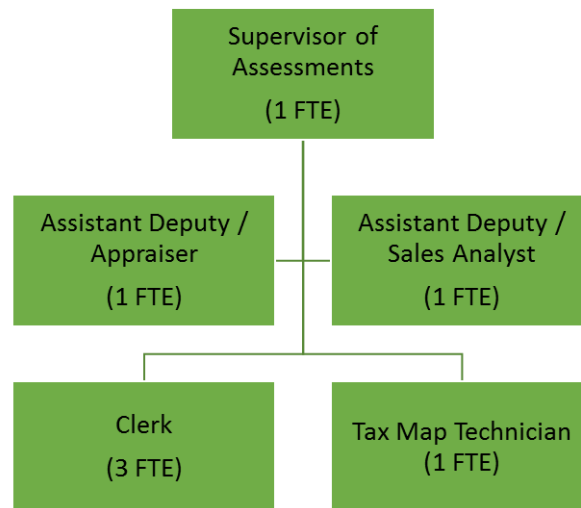 Supervisor of
Assessments
(1 FTE)
Assistant Deputy /
Appraiser
(1 FTE)
Assistant Deputy /
Sales Analyst
(1 FTE)
Clerk
(3 FTE)
Tax Map Technician
(1 FTE)